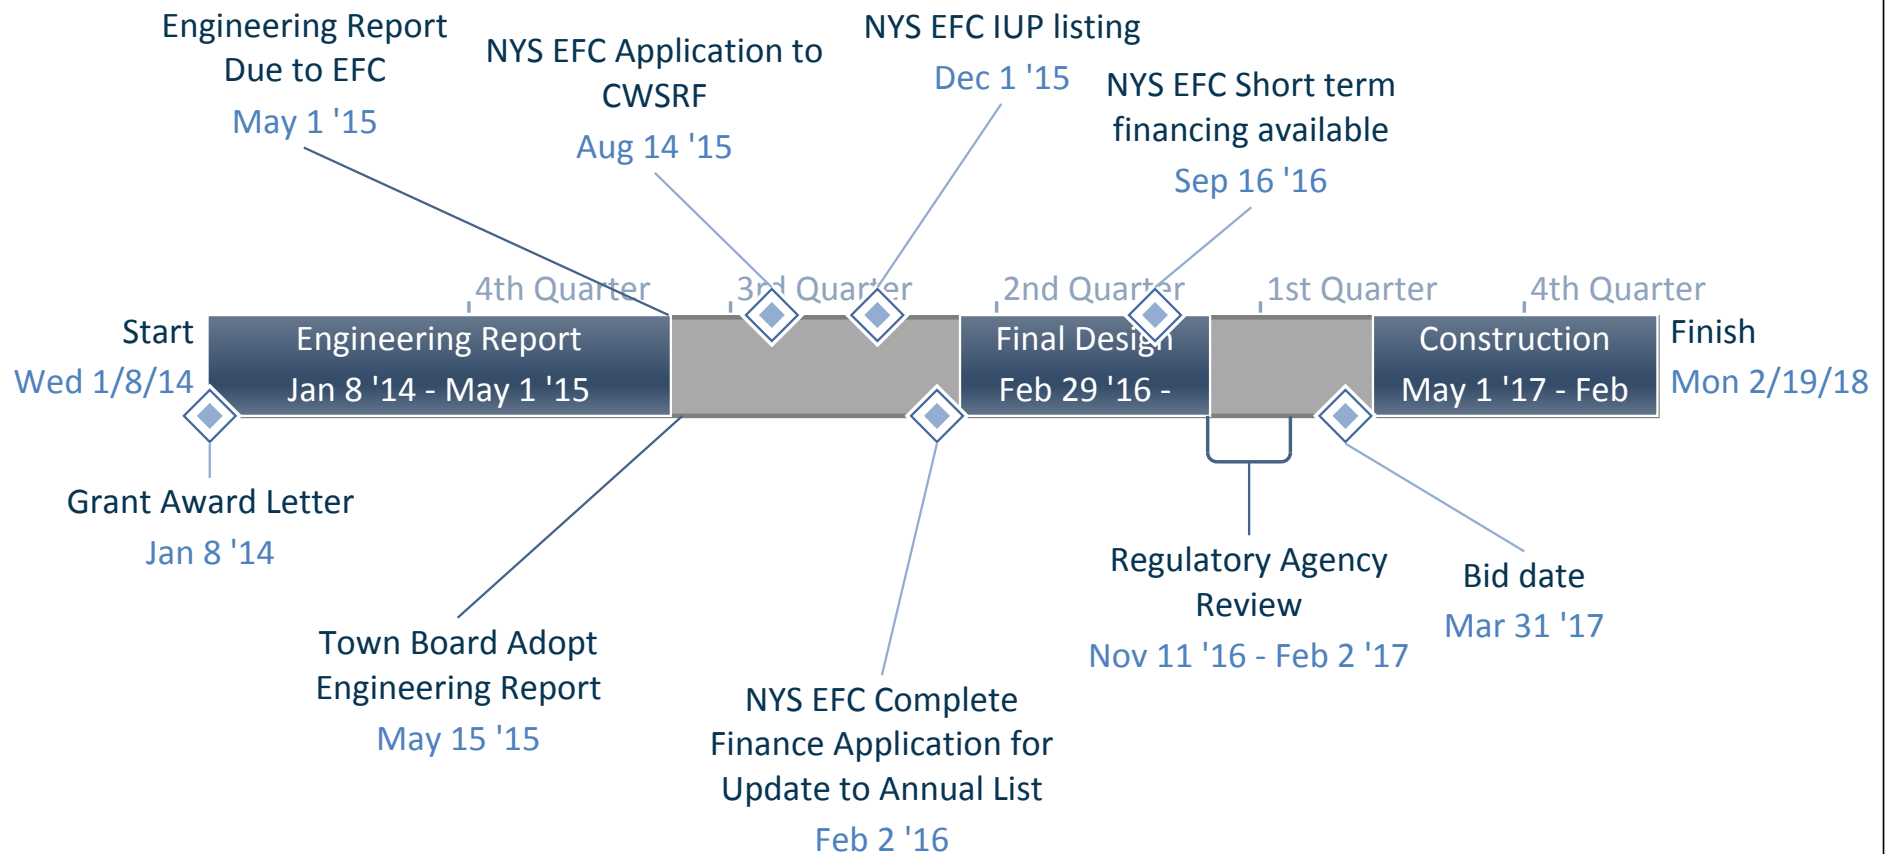 Engineering Report
Due to EFC
May 1 '15
NYS EFC Application to
CWSRF
Aug 14 '15
NYS EFC IUP listing
Dec 1 '15
NYS EFC Short term
financing available
Sep 16 '16
4th Quarter
3rd Quarter
2nd Quarter
1st Quarter
4th Quarter
Start
Wed 1/8/14
Engineering Report
Jan 8 '14 - May 1 '15
Final Design
Feb 29 '16 -
Construction
May 1 '17 - Feb
Finish
Mon 2/19/18
Grant Award Letter
Jan 8 '14
Town Board Adopt
Engineering Report
May 15 '15
NYS EFC Complete
Finance Application for
Update to Annual List
Feb 2 '16
Regulatory Agency
Review
Nov 11 '16 - Feb 2 '17
Bid date
Mar 31 '17